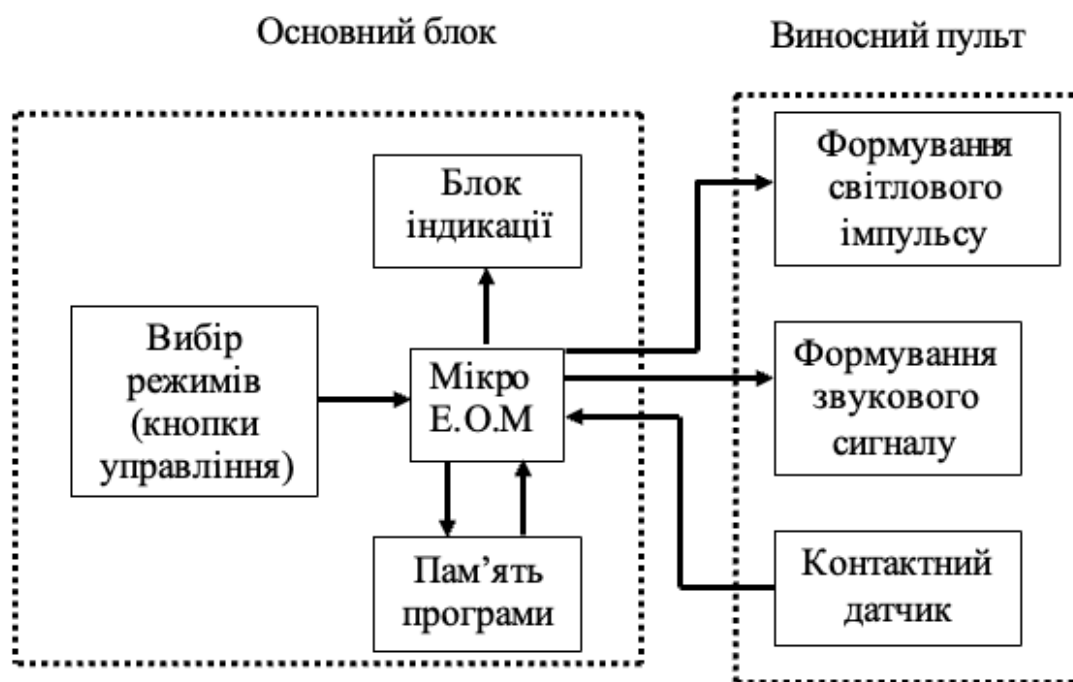 Основний блок
Виносний пульт
Блок
індикації
Вибір
режимів
(кнопки
управління)
Мікро
Е.О.М
Пам’ять
програми
Формування
світлового
імпульсу
Формування
звукового
сигналу
Контактний
датчик